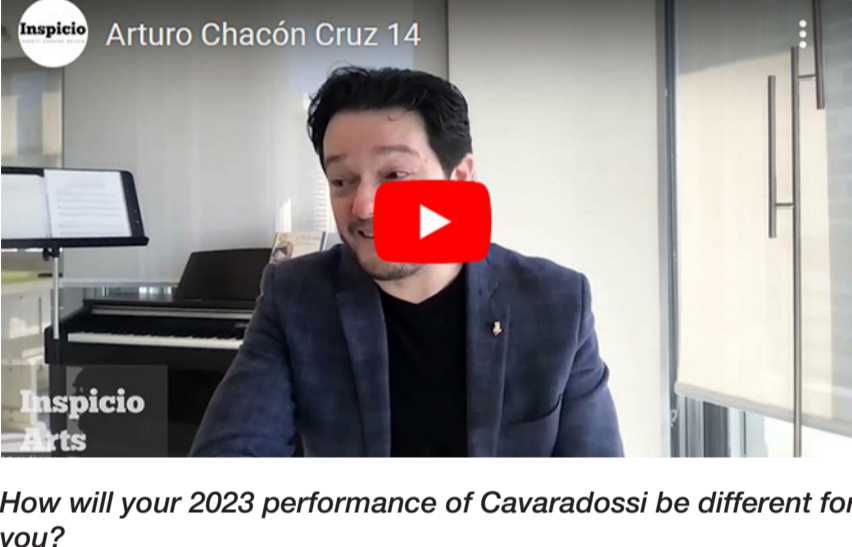 Inspicio
Arturo Chacón Cruz 14
Inspicio
Arts
How will your 2023 performance of Cavaradossi be different for
you?